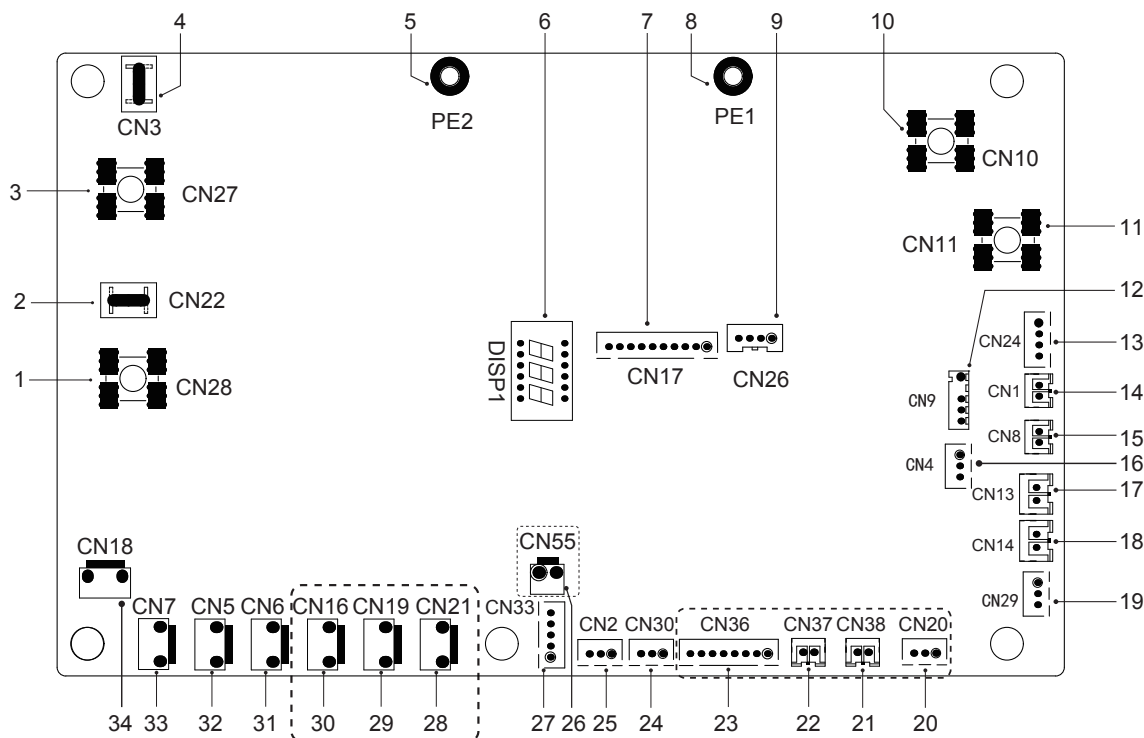 4 5 6 7 8 9 10
CN3 PE2 PE1 CN10
3 CN27
CN11 11
2 CN22
12
DISP1 CN17 CN26
CN24 13
1 CN28
CN9 CN1 14
CN8 15
CN4 16
CN13 17
CN14 18
CN18 CN55
CN29 19
CN7 CN5 CN6 CN16 CN19 CN21 CN33 CN2 CN30 CN36 CN37 CN38 CN20
34 33 32 31 30 29 28 27 26 25 24 23 22 21 20